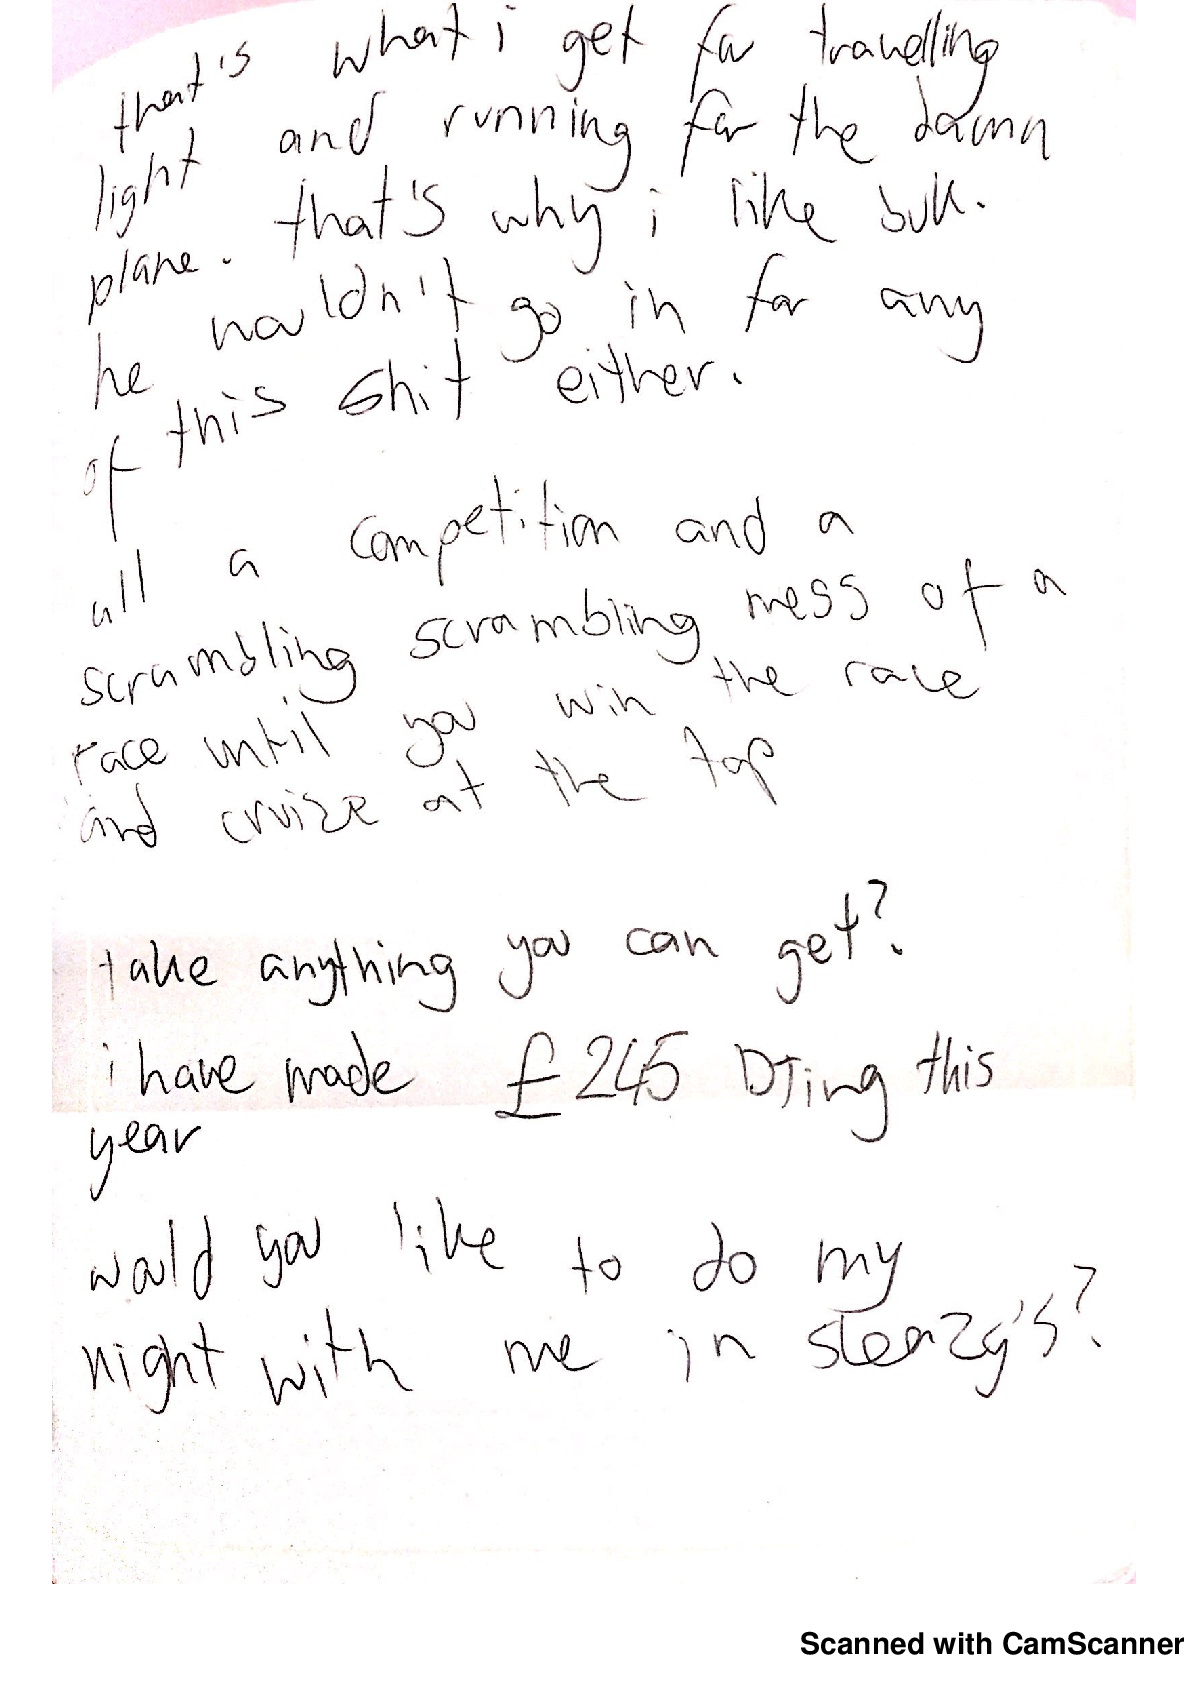 that's what i get for travelling
light and running for the damn
plane. that's why i like buk.
he wouldn't go in for any
of this shit either.
all a competition and a
scrambling scrambling mess of a
race until you win the race
and cruize at the top
take anything you can get?
i have made £245 DJing this
year
would you like to do my
night with me in sleazy's?
Scanned with CamScanner